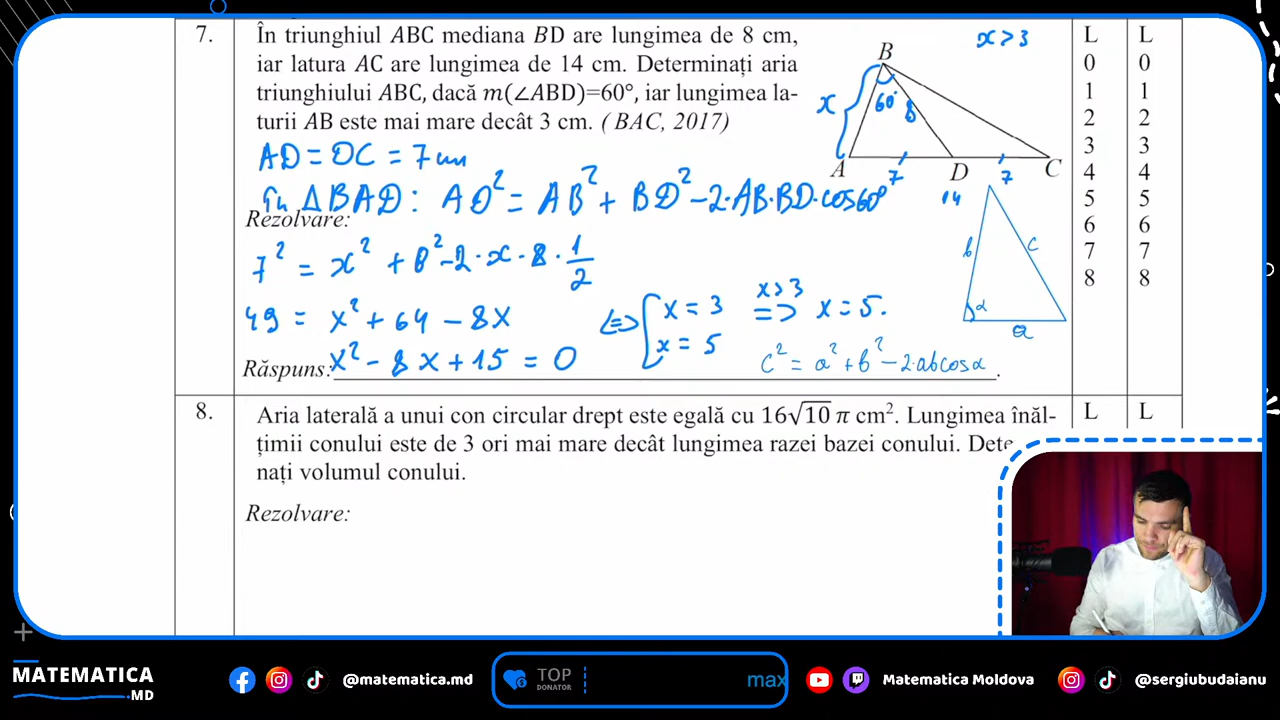 7.
În triunghiul ABC mediana BD are lungimea de 8 cm,
iar latura AC are lungimea de 14 cm. Determinați aria
triunghiului ABC, dacă m(∠ABD)=60°, iar lungimea la-
turii AB este mai mare decât 3 cm. (BAC, 2017)
x > 3
B
x
60°
8
A
D
C
7
7
14
L L
0 0
1 1
2 2
3 3
4 4
5 5
6 6
7 7
8 8
AD = DC = 7 cm
în ΔBAD: AD² = AB² + BD² - 2·AB·BD·cos60°
Rezolvare:
7² = x² + 8² - 2·x·8·1/2
49 = x² + 64 - 8x
x² - 8x + 15 = 0
⇔ { x = 3
x = 5
x>3 => x = 5.
b
c
α
a
c² = a² + b² - 2·ab cosα
Răspuns: .
8.
Aria laterală a unui con circular drept este egală cu 16√10 π cm². Lungimea înăl-
țimii conului este de 3 ori mai mare decât lungimea razei bazei conului. Dete
nați volumul conului.
L L
Rezolvare:
MATEMATICA
.MD
@matematica.md
TOP
DONATOR
max
Matematica Moldova
@sergiubudaianu